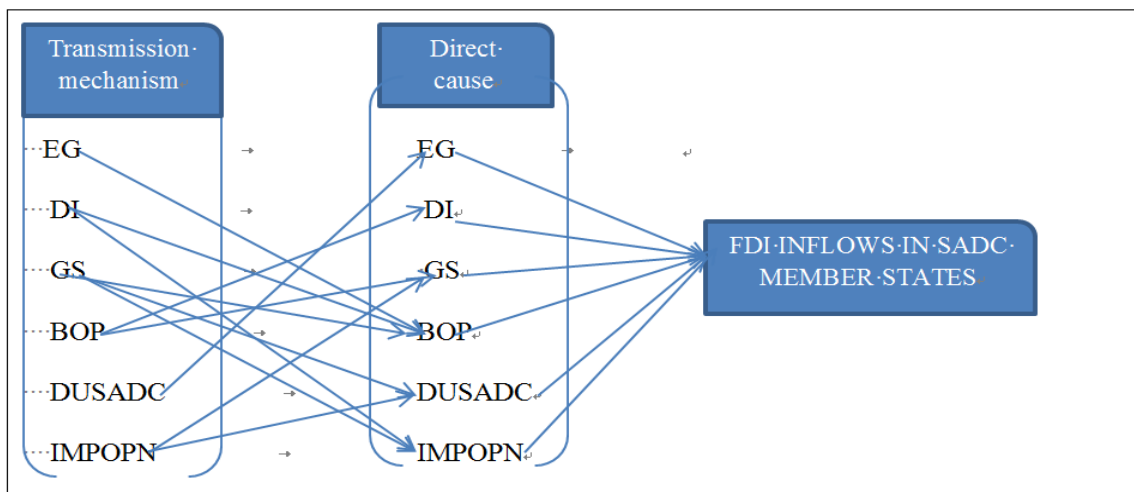 Transmission
mechanism
Direct
cause
EG
EG
DI
DI
GS
GS
BOP
BOP
DUSADC
DUSADC
IMPOPN
IMPOPN
FDI INFLOWS IN SADC
MEMBER STATES